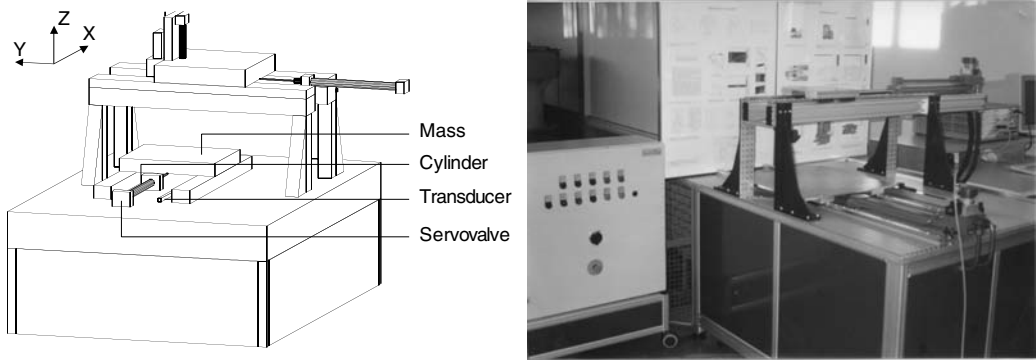 Z
X
Y
Mass
Cylinder
Transducer
Servovalve